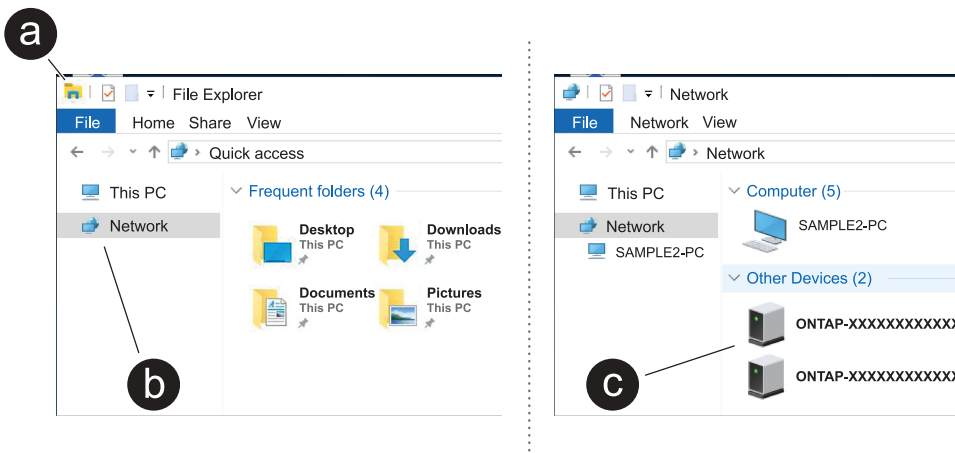 a
File Explorer
File Home Share View
Quick access
This PC
Network
Frequent folders (4)
Desktop
This PC
Downloads
This PC
Documents
This PC
Pictures
This PC
b
Network
File Network View
Network
This PC
Network
SAMPLE2-PC
Computer (5)
SAMPLE2-PC
Other Devices (2)
ONTAP-XXXXXXXXXXXX
ONTAP-XXXXXXXXXXXX
c